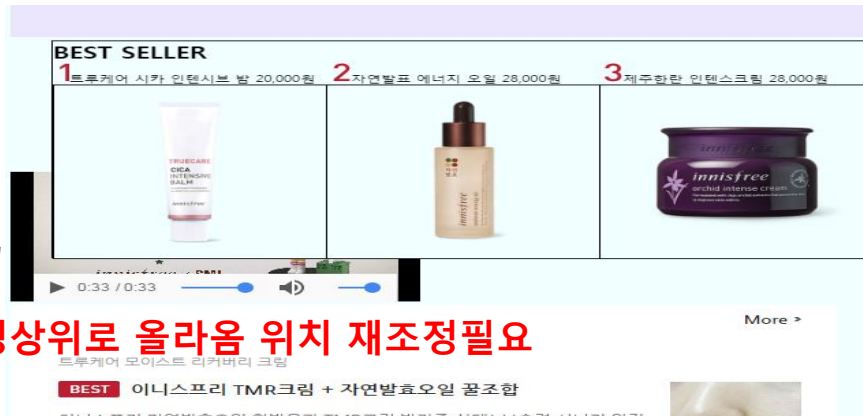 BEST SELLER
1트루케어 시카 인텐시브 밤 20,000원
2자연발표 에너지 오일 28,000원
3제주한란 인텐스크림 28,000원
TRUECARE
CICA
INTENSIVE
BALM
innisfree
innisfree
innisfree
orchid intense cream
0:33 / 0:33
영상위로 올라옴 위치 재조정필요
More >
트루케어 모이스트 리커버리 크림
BEST 이니스프리 TMR크림 + 자연발효오일 꿀조합